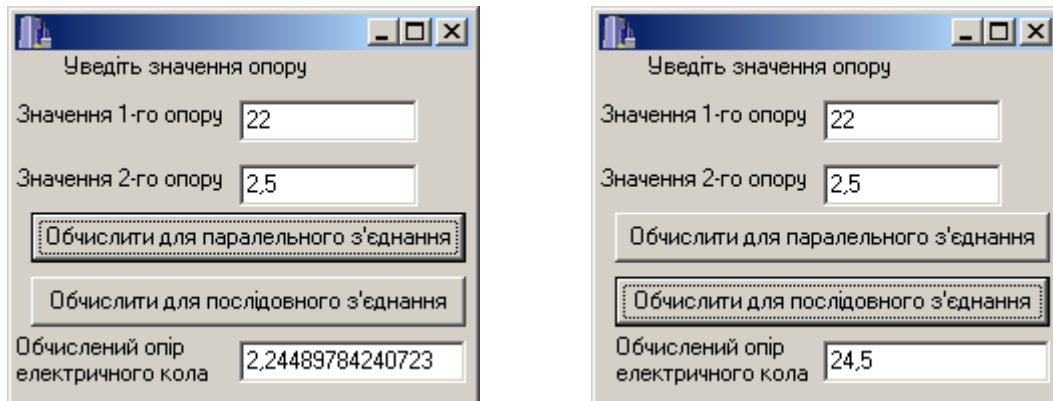 Уведіть значення опору
Значення 1-го опору 22
Значення 2-го опору 2,5
Обчислити для паралельного з'єднання
Обчислити для послідовного з'єднання
Обчислений опір
електричного кола 2,24489784240723
Уведіть значення опору
Значення 1-го опору 22
Значення 2-го опору 2,5
Обчислити для паралельного з'єднання
Обчислити для послідовного з'єднання
Обчислений опір
електричного кола 24,5